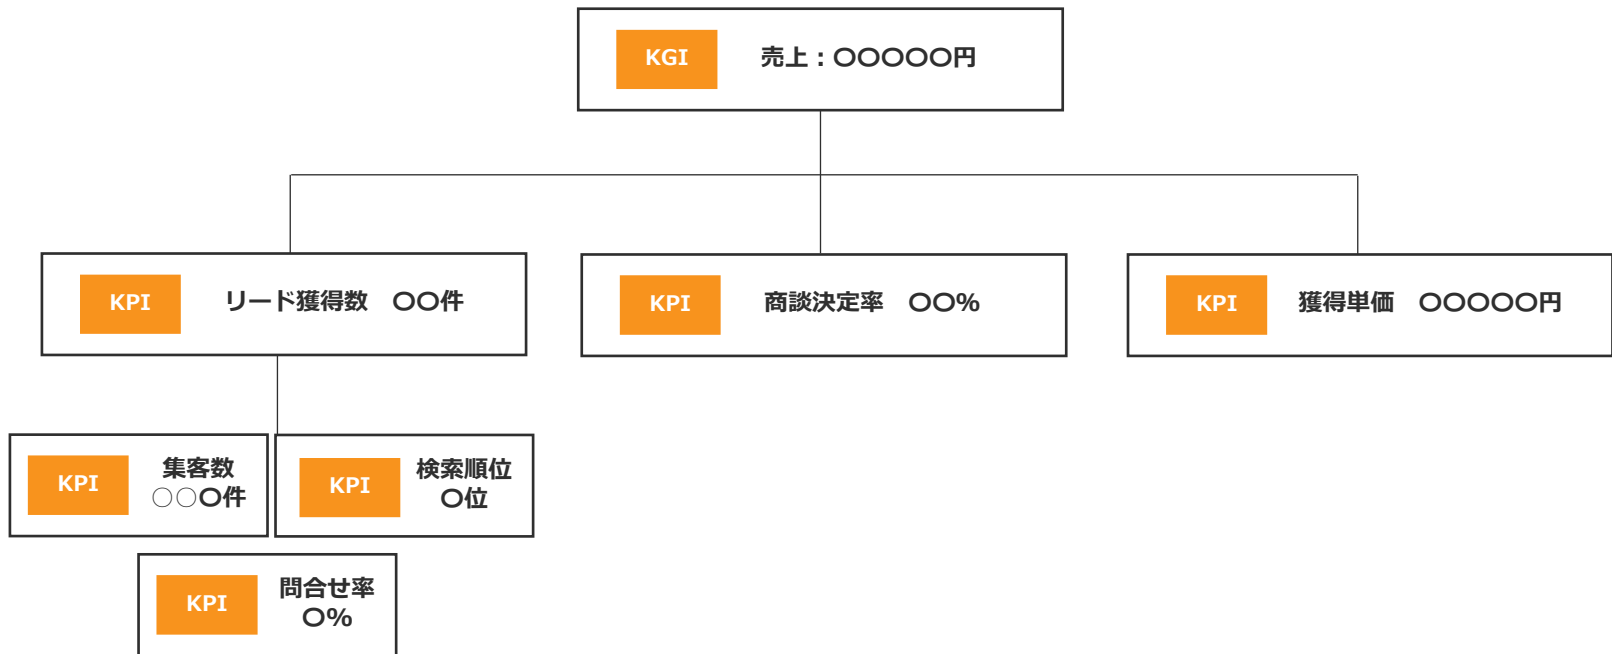 KGI 売上：〇〇〇〇〇円
KPI リード獲得数　〇〇件
KPI 商談決定率　〇〇%
KPI 獲得単価　〇〇〇〇〇円
KPI
集客数
○○〇件
KPI
検索順位
〇位
KPI
問合せ率
〇%